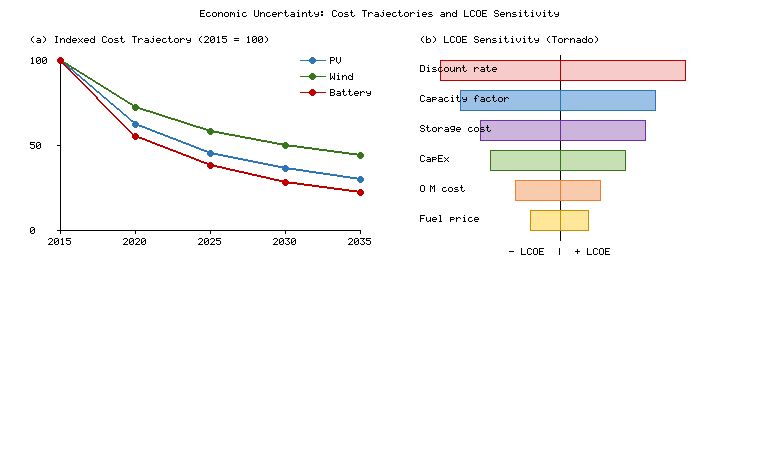 Economic Uncertainty: Cost Trajectories and LCOE Sensitivity
(a) Indexed Cost Trajectory (2015 = 100)
100
50
0
2015 2020 2025 2030 2035
PV
Wind
Battery
(b) LCOE Sensitivity (Tornado)
Discount rate
Capacity factor
Storage cost
CapEx
O M cost
Fuel price
- LCOE | + LCOE